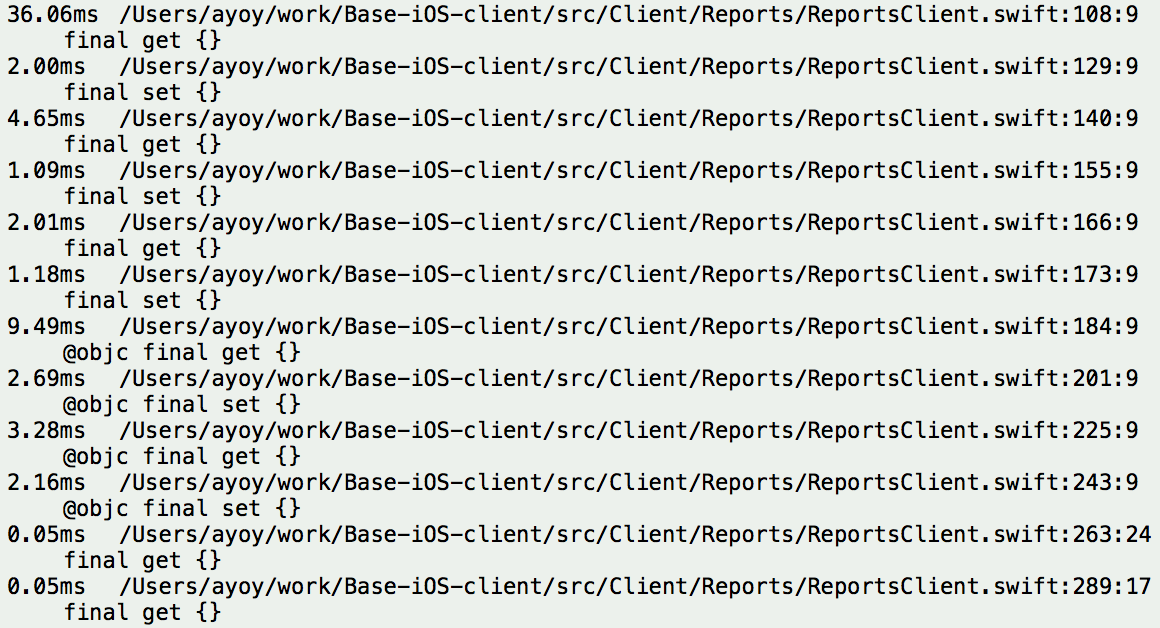 36.06ms /Users/ayoy/work/Base-iOS-client/src/Client/Reports/ReportsClient.swift:108:9
final get {}
2.00ms /Users/ayoy/work/Base-iOS-client/src/Client/Reports/ReportsClient.swift:129:9
final set {}
4.65ms /Users/ayoy/work/Base-iOS-client/src/Client/Reports/ReportsClient.swift:140:9
final get {}
1.09ms /Users/ayoy/work/Base-iOS-client/src/Client/Reports/ReportsClient.swift:155:9
final set {}
2.01ms /Users/ayoy/work/Base-iOS-client/src/Client/Reports/ReportsClient.swift:166:9
final get {}
1.18ms /Users/ayoy/work/Base-iOS-client/src/Client/Reports/ReportsClient.swift:173:9
final set {}
9.49ms /Users/ayoy/work/Base-iOS-client/src/Client/Reports/ReportsClient.swift:184:9
@objc final get {}
2.69ms /Users/ayoy/work/Base-iOS-client/src/Client/Reports/ReportsClient.swift:201:9
@objc final set {}
3.28ms /Users/ayoy/work/Base-iOS-client/src/Client/Reports/ReportsClient.swift:225:9
@objc final get {}
2.16ms /Users/ayoy/work/Base-iOS-client/src/Client/Reports/ReportsClient.swift:243:9
@objc final set {}
0.05ms /Users/ayoy/work/Base-iOS-client/src/Client/Reports/ReportsClient.swift:263:24
final get {}
0.05ms /Users/ayoy/work/Base-iOS-client/src/Client/Reports/ReportsClient.swift:289:17
final get {}